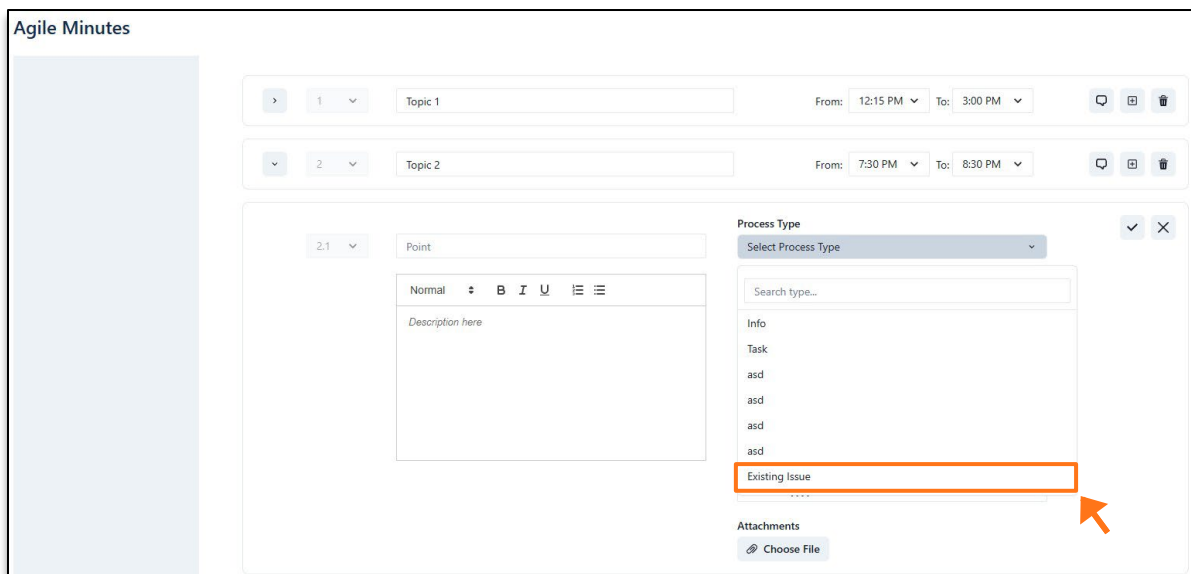 Agile Minutes
1 Topic 1 From: 12:15 PM To: 3:00 PM
2 Topic 2 From: 7:30 PM To: 8:30 PM
Process Type
2.1 Point Select Process Type
Normal B I U
Search type...
Description here
Info
Task
asd
asd
asd
asd
Existing Issue
Attachments
Choose File